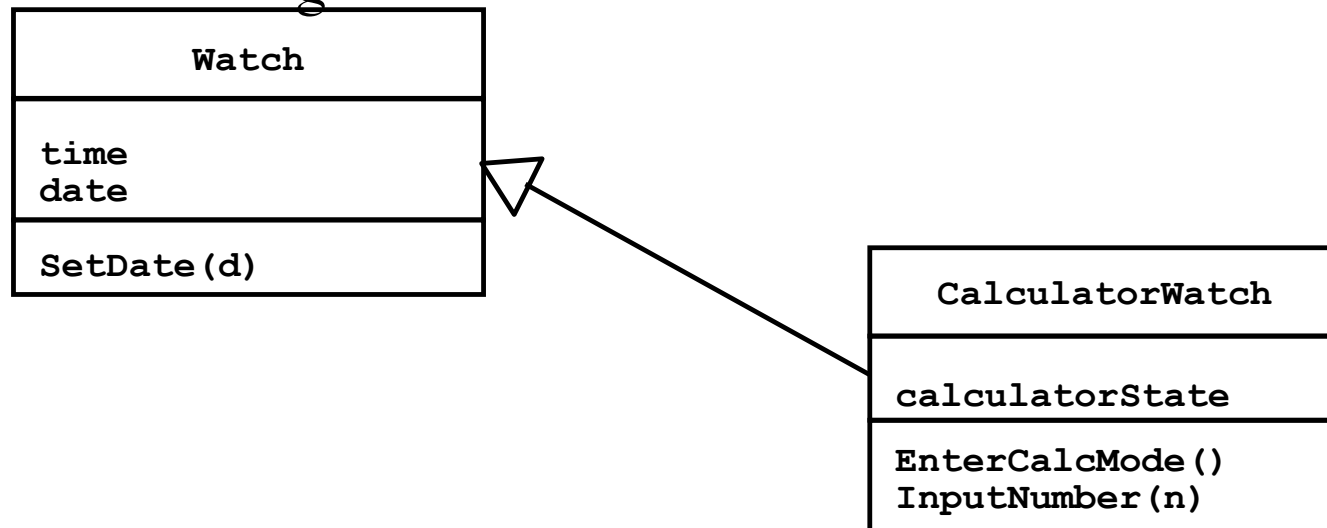 Watch
time
date
SetDate(d)
CalculatorWatch
calculatorState
EnterCalcMode()
InputNumber(n)